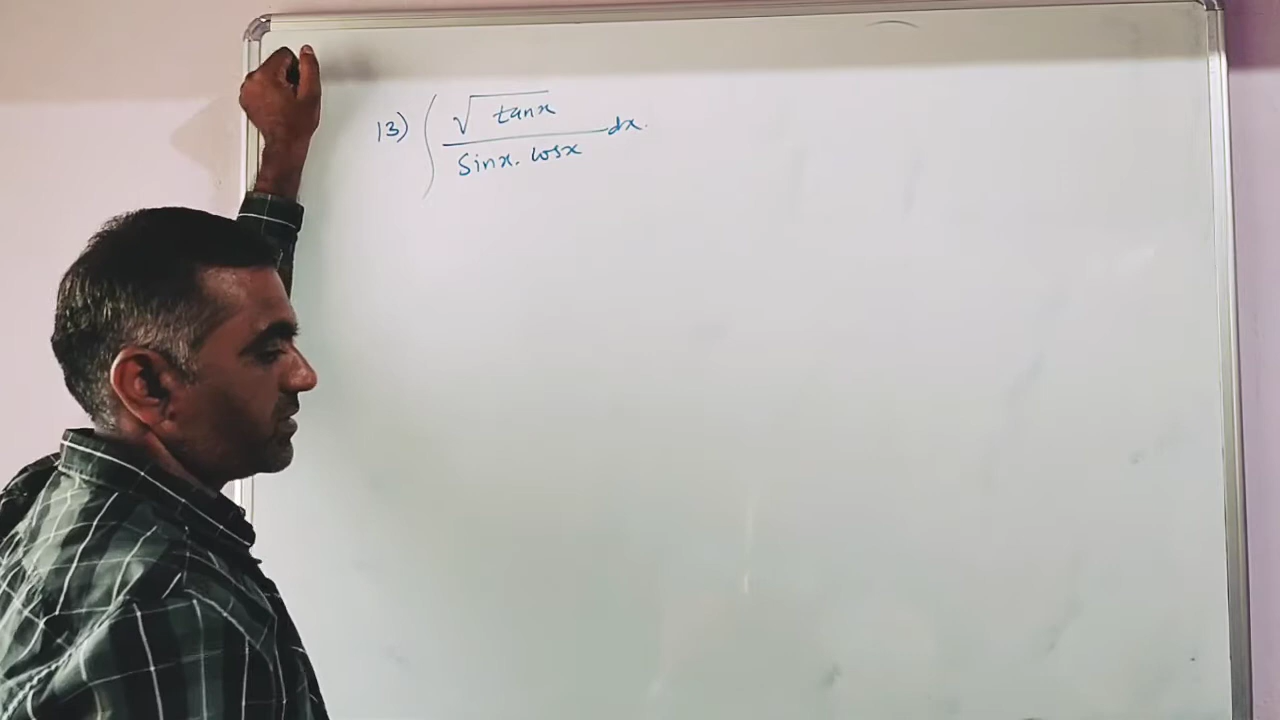 13) ∫ √tanx / Sinx. cosx dx.